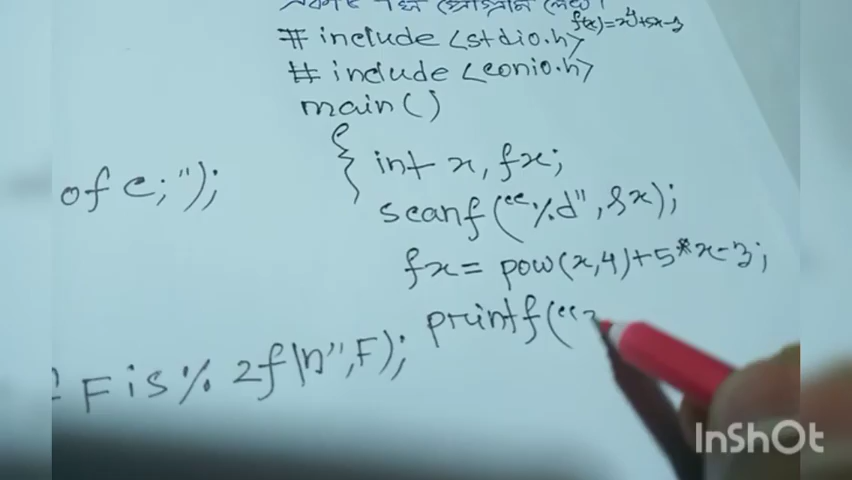 f(x)=x⁴+5x-3
# include <stdio.h>
# include <conio.h>
main()
{ int x, fx;
of c;");
scanf("%d", &x);
fx = pow(x,4)+5*x-3;
printf("
F is % 2f\n", F);
InShOt